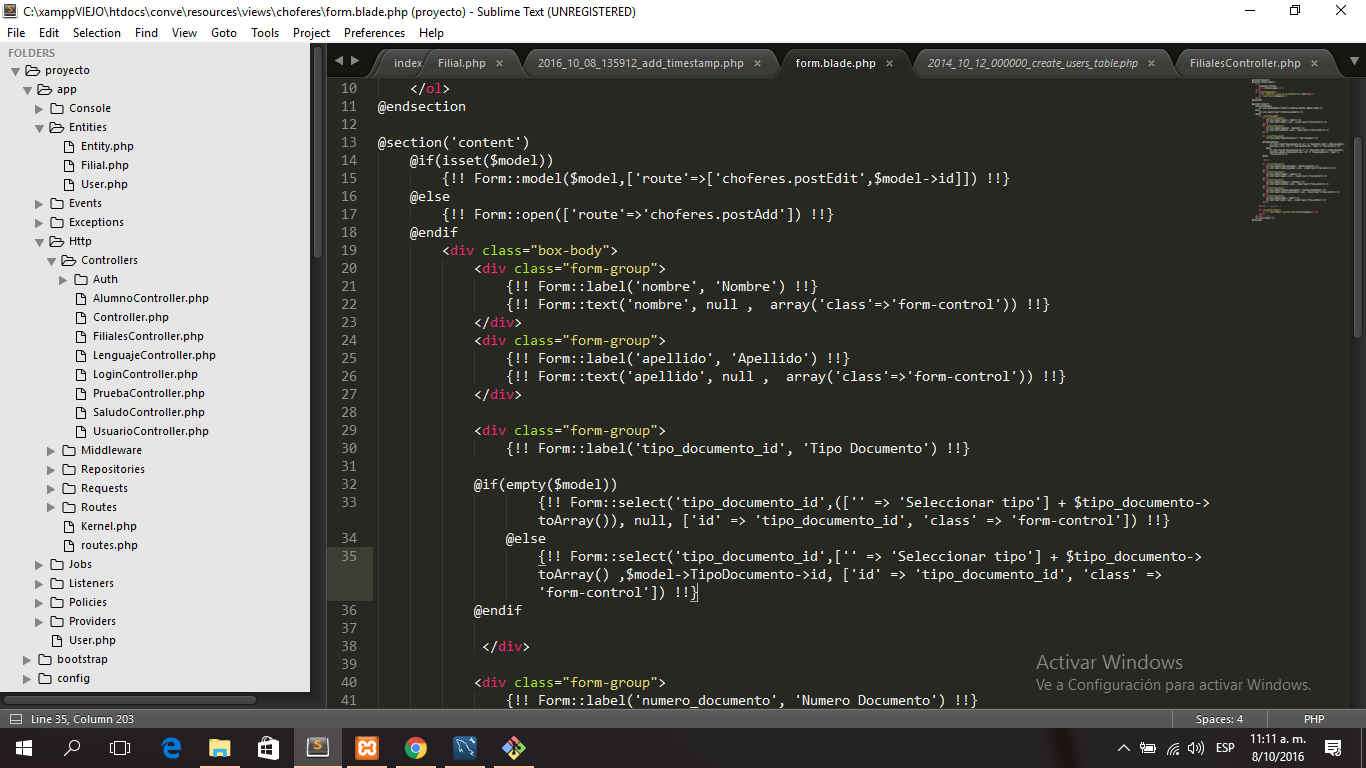 C:\xamppVIEJO\htdocs\conve\resources\views\choferes\form.blade.php (proyecto) - Sublime Text (UNREGISTERED)
File Edit Selection Find View Goto Tools Project Preferences Help
FOLDERS
proyecto
app
Console
Entities
Entity.php
Filial.php
User.php
Events
Exceptions
Http
Controllers
Auth
AlumnoController.php
Controller.php
FilialesController.php
LenguajeController.php
LoginController.php
PruebaController.php
SaludoController.php
UsuarioController.php
Middleware
Repositories
Requests
Routes
Kernel.php
routes.php
Jobs
Listeners
Policies
Providers
User.php
bootstrap
config
index Filial.php × 2016_10_08_135912_add_timestamp.php × form.blade.php × 2014_10_12_000000_create_users_table.php × FilialesController.php ×
10 </ol>
11 @endsection
12
13 @section('content')
14 @if(isset($model))
15 {!! Form::model($model,['route'=>['choferes.postEdit',$model->id]]) !!}
16 @else
17 {!! Form::open(['route'=>'choferes.postAdd']) !!}
18 @endif
19 <div class="box-body">
20 <div class="form-group">
21 {!! Form::label('nombre', 'Nombre') !!}
22 {!! Form::text('nombre', null ,  array('class'=>'form-control')) !!}
23 </div>
24 <div class="form-group">
25 {!! Form::label('apellido', 'Apellido') !!}
26 {!! Form::text('apellido', null ,  array('class'=>'form-control')) !!}
27 </div>
28
29 <div class="form-group">
30 {!! Form::label('tipo_documento_id', 'Tipo Documento') !!}
31
32 @if(empty($model))
33 {!! Form::select('tipo_documento_id',(['' => 'Seleccionar tipo'] + $tipo_documento->
toArray()), null, ['id' => 'tipo_documento_id', 'class' => 'form-control']) !!}
34 @else
35 {!! Form::select('tipo_documento_id',['' => 'Seleccionar tipo'] + $tipo_documento->
toArray() ,$model->TipoDocumento->id, ['id' => 'tipo_documento_id', 'class' =>
'form-control']) !!}
36 @endif
37
38 </div>
39
40 <div class="form-group">
41 {!! Form::label('numero_documento', 'Numero Documento') !!}
Activar Windows
Ve a Configuración para activar Windows.
Line 35, Column 203 Spaces: 4 PHP
ESP 11:11 a. m.
8/10/2016